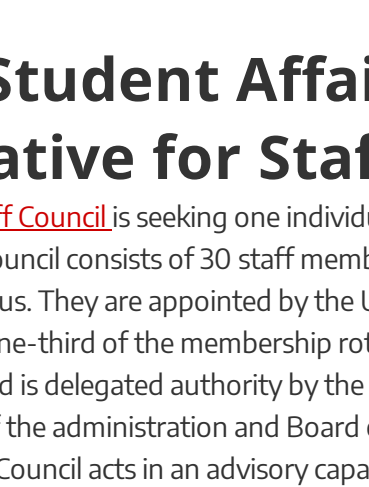 Student Affai
ative for Staf
ff Council is seeking one individu
ouncil consists of 30 staff memb
us. They are appointed by the U
ne-third of the membership rot
d is delegated authority by the
f the administration and Board o
Council acts in an advisory capa